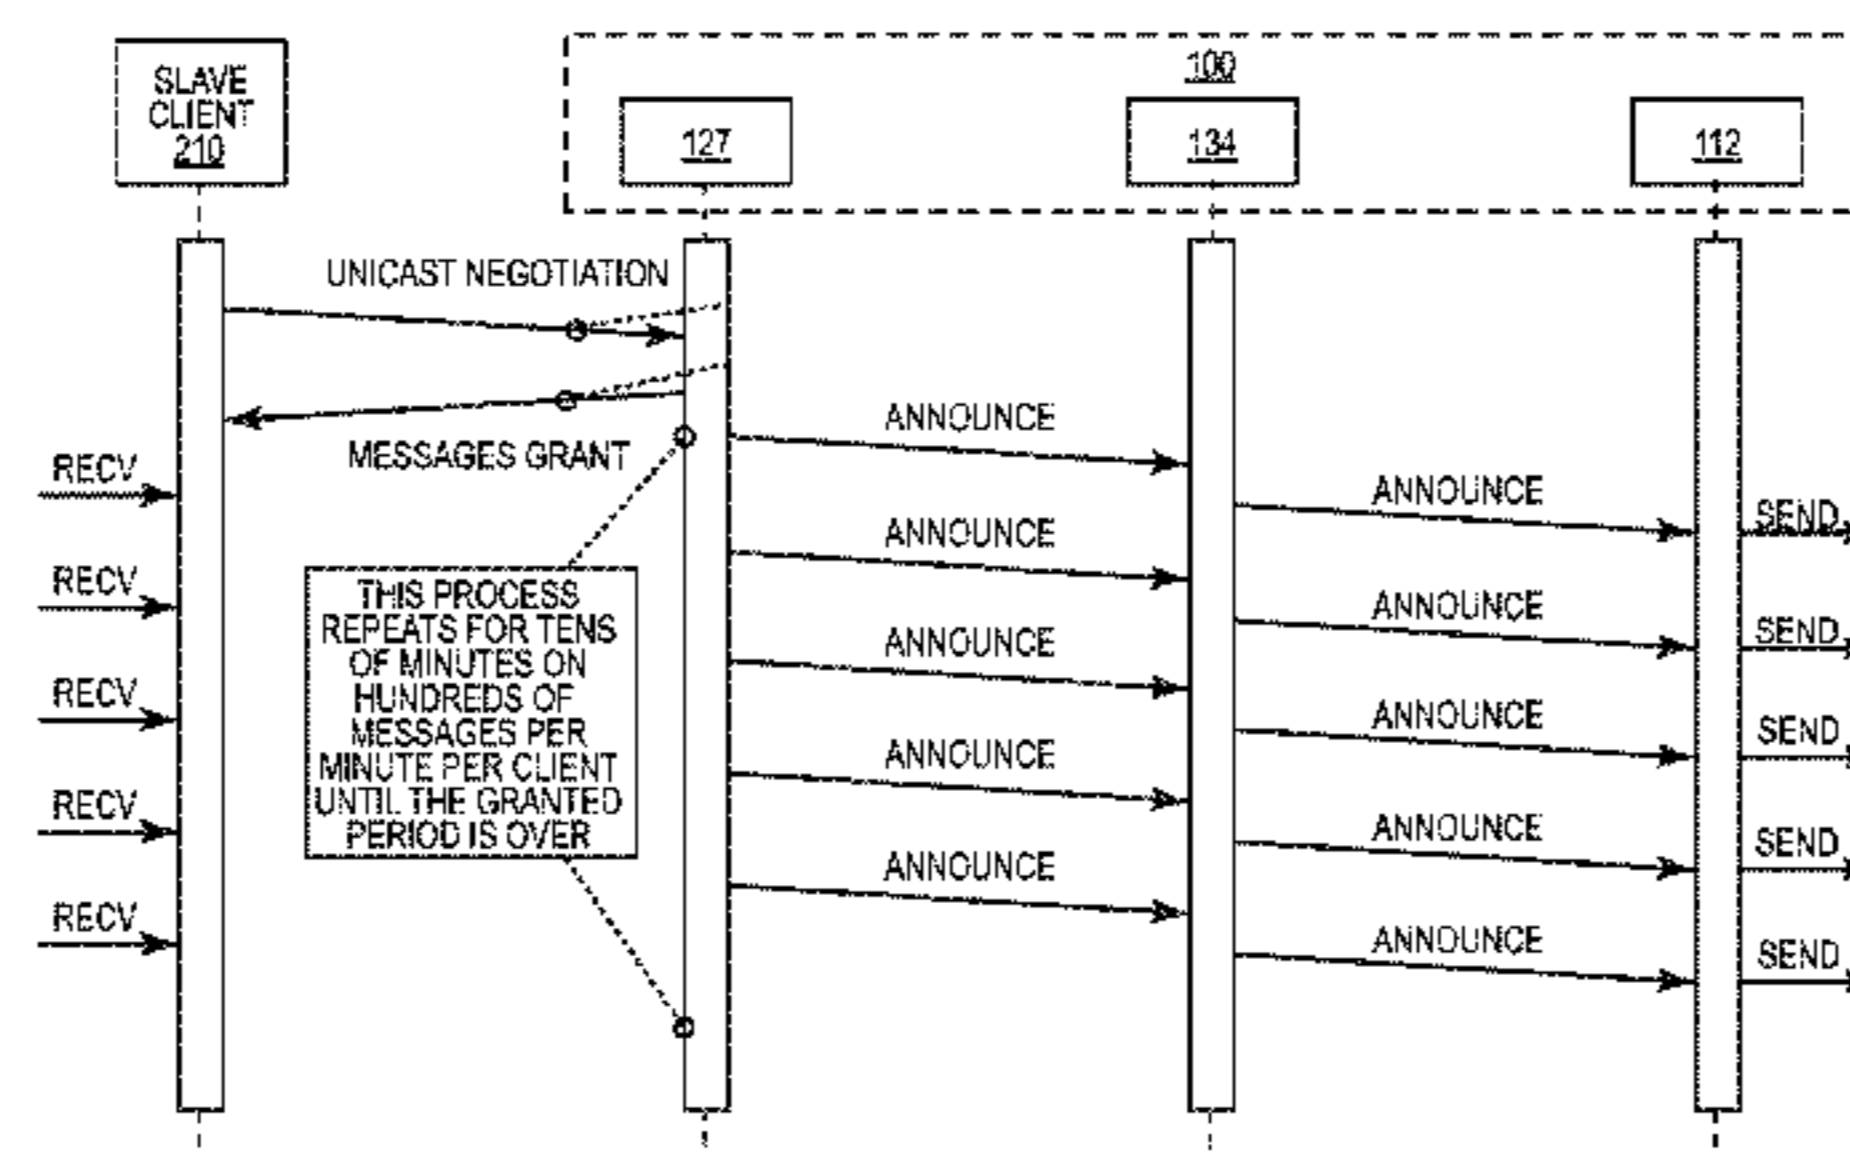 100
SLAVE
CLIENT
210
127
134
112
UNICAST NEGOTIATION
MESSAGES GRANT
ANNOUNCE
RECV
ANNOUNCE
SEND
ANNOUNCE
RECV
ANNOUNCE
SEND
ANNOUNCE
RECV
ANNOUNCE
SEND
ANNOUNCE
RECV
ANNOUNCE
SEND
ANNOUNCE
RECV
ANNOUNCE
SEND
THIS PROCESS
REPEATS FOR TENS
OF MINUTES ON
HUNDREDS OF
MESSAGES PER
MINUTE PER CLIENT
UNTIL THE GRANTED
PERIOD IS OVER